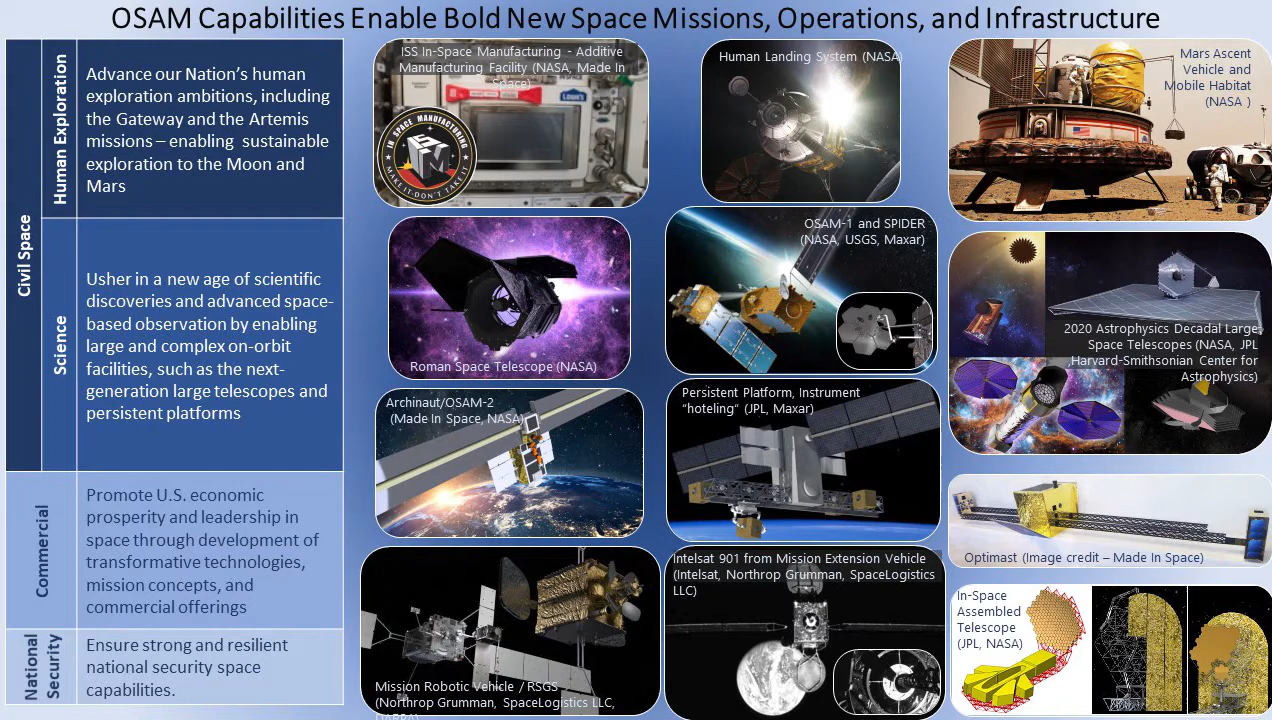 OSAM Capabilities Enable Bold New Space Missions, Operations, and Infrastructure
Civil Space
Human Exploration
Advance our Nation's human
exploration ambitions, including
the Gateway and the Artemis
missions – enabling sustainable
exploration to the Moon and
Mars
Science
Usher in a new age of scientific
discoveries and advanced space-
based observation by enabling
large and complex on-orbit
facilities, such as the next-
generation large telescopes and
persistent platforms
Commercial
Promote U.S. economic
prosperity and leadership in
space through development of
transformative technologies,
mission concepts, and
commercial offerings
National
Security
Ensure strong and resilient
national security space
capabilities.
ISS In-Space Manufacturing - Additive
Manufacturing Facility (NASA, Made In
Space)
LOWE'S
IN SPACE MANUFACTURING
MAKE IT-DON'T TAKE IT
Human Landing System (NASA)
Mars Ascent
Vehicle and
Mobile Habitat
(NASA )
Roman Space Telescope (NASA)
OSAM-1 and SPIDER
(NASA, USGS, Maxar)
2020 Astrophysics Decadal Large
Space Telescopes (NASA, JPL
,Harvard-Smithsonian Center for
Astrophysics)
Archinaut/OSAM-2
(Made In Space, NASA)
Persistent Platform, Instrument
"hoteling" (JPL, Maxar)
Optimast (Image credit – Made In Space)
Mission Robotic Vehicle / RSGS
(Northrop Grumman, SpaceLogistics LLC,
DARPA)
Intelsat 901 from Mission Extension Vehicle
(Intelsat, Northrop Grumman, SpaceLogistics
LLC)
In-Space
Assembled
Telescope
(JPL, NASA)